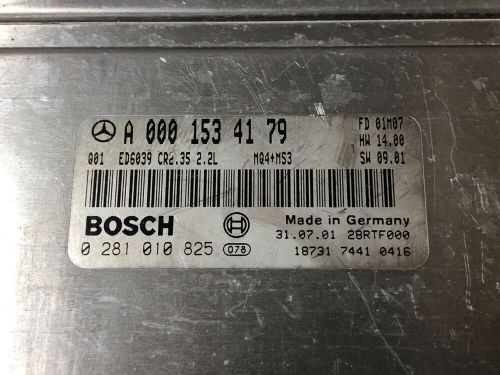 A 000 153 41 79
FD 01M07
HW 14.00
Q01 ED6039 CR2.35 2.2L MQ4+MS3 SW 09.01
BOSCH
Made in Germany
0 281 010 825 078
31.07.01 28RTF000
18731 7441 0416